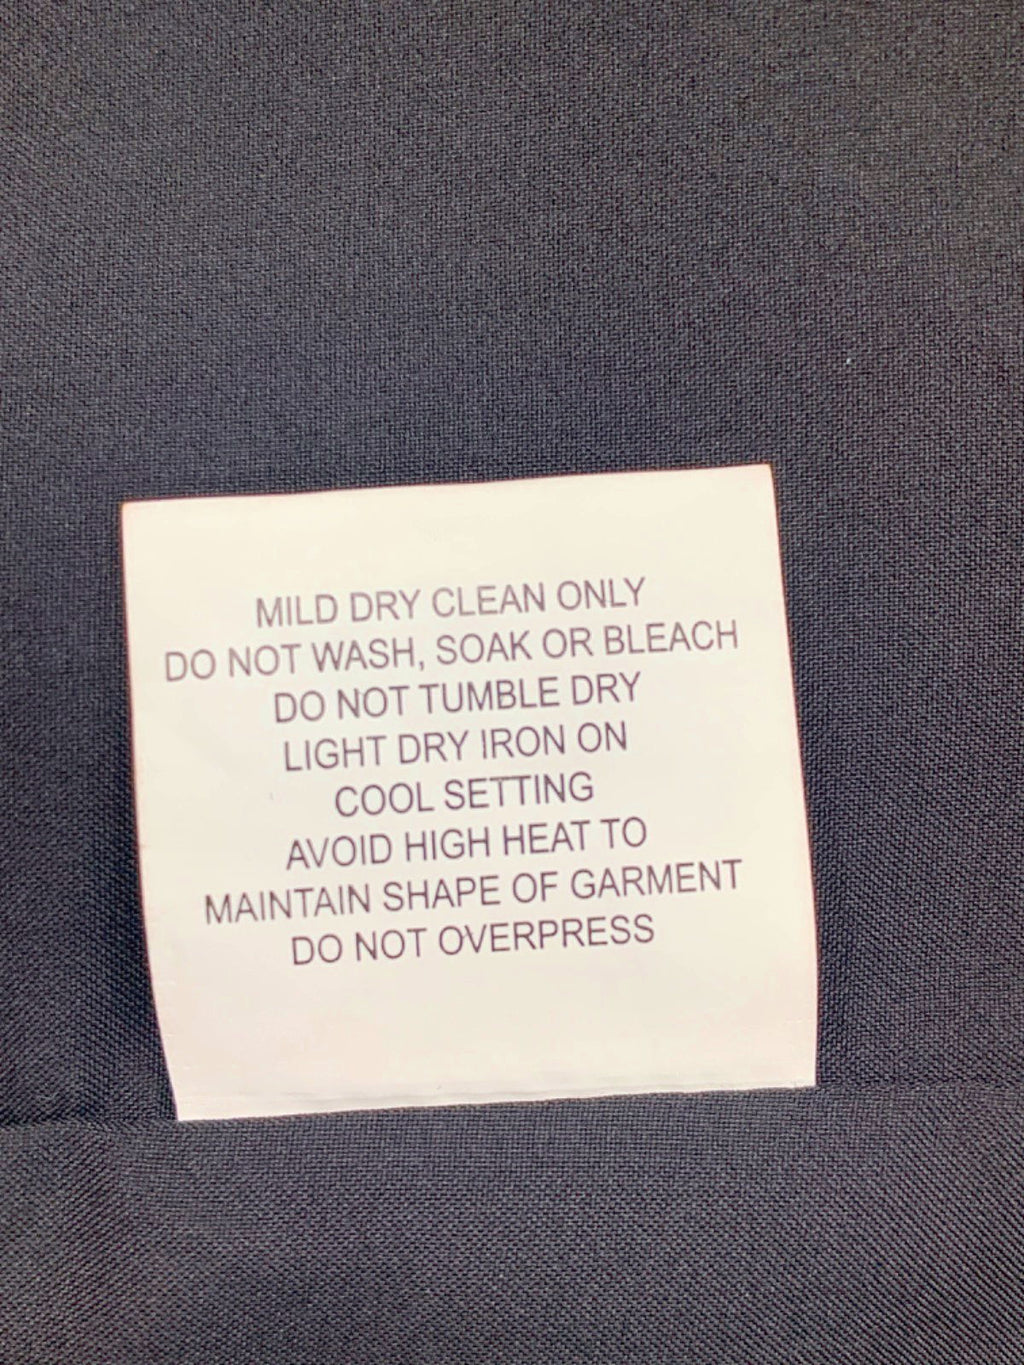 MILD DRY CLEAN ONLY
DO NOT WASH, SOAK OR BLEACH
DO NOT TUMBLE DRY
LIGHT DRY IRON ON
COOL SETTING
AVOID HIGH HEAT TO
MAINTAIN SHAPE OF GARMENT
DO NOT OVERPRESS